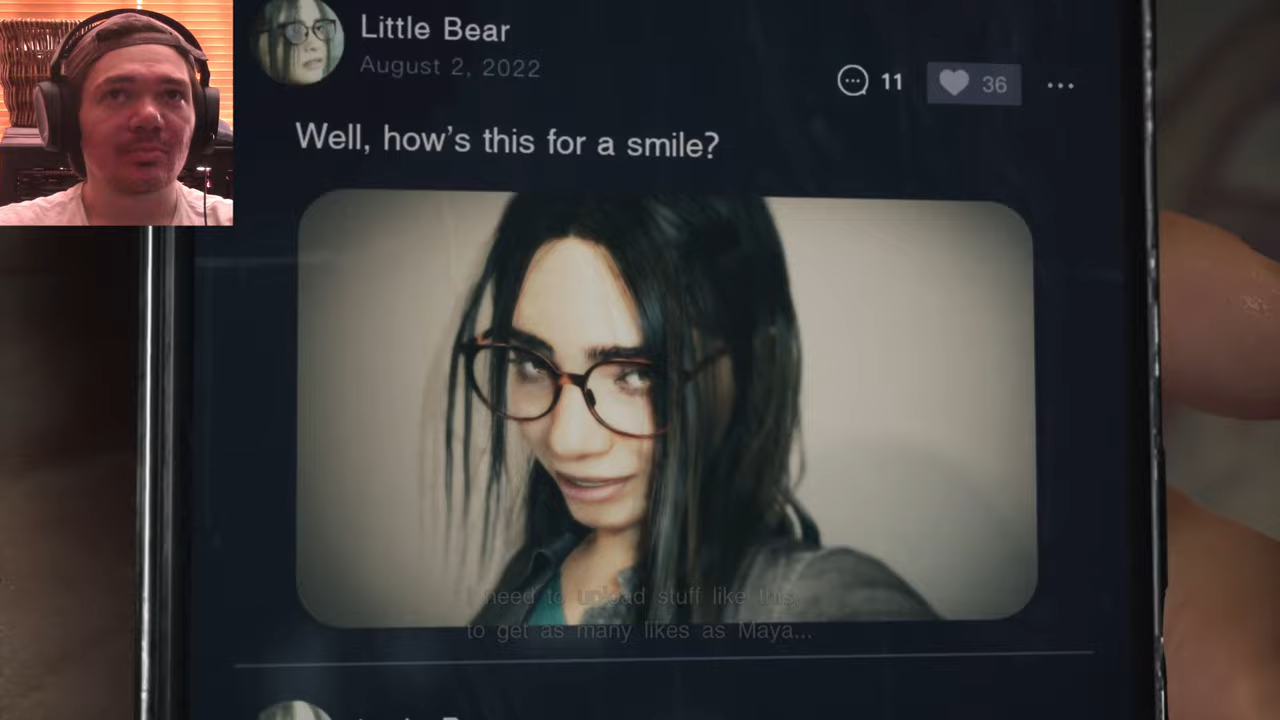 Little Bear
August 2, 2022
11
36
Well, how's this for a smile?
I need to upload stuff like this,
to get as many likes as Maya...